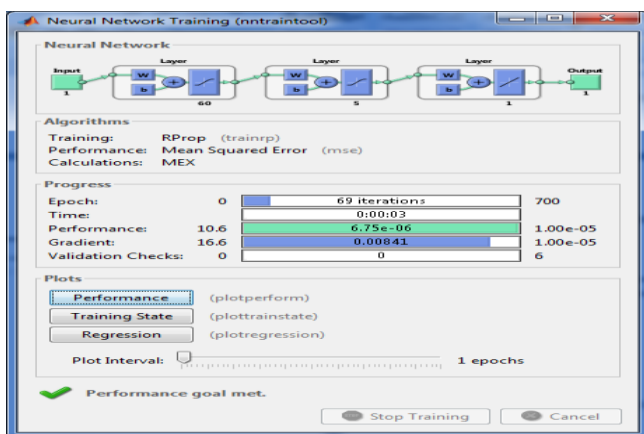 Neural Network Training (nntraintool)
Neural Network
Layer Layer Layer
Input Output
W W W
b b b
1 60 5 1 1
Algorithms
Training: RProp (trainrp)
Performance: Mean Squared Error (mse)
Calculations: MEX
Progress
Epoch: 0 69 iterations 700
Time: 0:00:03
Performance: 10.6 6.75e-06 1.00e-05
Gradient: 16.6 0.00841 1.00e-05
Validation Checks: 0 0 6
Plots
Performance (plotperform)
Training State (plottrainstate)
Regression (plotregression)
Plot Interval: 1 epochs
Performance goal met.
Stop Training Cancel